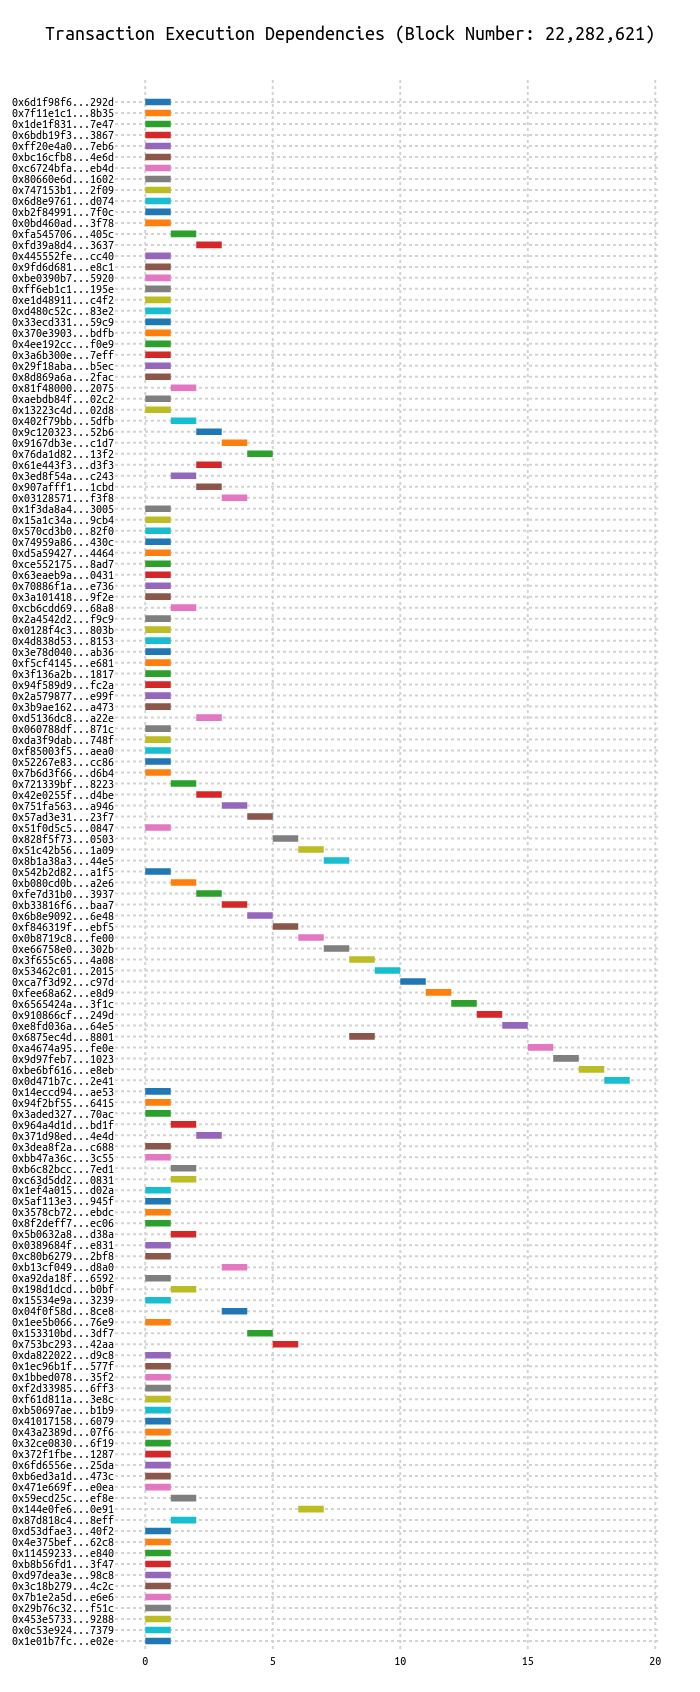 Transaction Execution Dependencies (Block Number: 22,282,621)
0x6d1f98f6...292d
0x7f11e1c1...8b35
0x1de1f831...7e47
0x6bdb19f3...3867
0xff20e4a0...7eb6
0xbc16cfb8...4e6d
0xc6724bfa...eb4d
0x80660e6d...1602
0x747153b1...2f09
0x6d8e9761...d074
0xb2f84991...7f0c
0x0bd460ad...3f78
0xfa545706...405c
0xfd39a8d4...3637
0x445552fe...cc40
0x9fd6d681...e8c1
0xbe0390b7...5920
0xff6eb1c1...195e
0xe1d48911...c4f2
0xd480c52c...83e2
0x33ecd331...59c9
0x370e3903...bdfb
0x4ee192cc...f0e9
0x3a6b300e...7eff
0x29f18aba...b5ec
0x8d869a6a...2fac
0x81f48000...2075
0xaebdb84f...02c2
0x13223c4d...02d8
0x402f79bb...5dfb
0x9c120323...52b6
0x9167db3e...c1d7
0x76da1d82...13f2
0x61e443f3...d3f3
0x3ed8f54a...c243
0x907afff1...1cbd
0x03128571...f3f8
0x1f3da8a4...3005
0x15a1c34a...9cb4
0x570cd3b0...82f0
0x74959a86...430c
0xd5a59427...4464
0xce552175...8ad7
0x63eaeb9a...0431
0x70886f1a...e736
0x3a101418...9f2e
0xcb6cdd69...68a8
0x2a4542d2...f9c9
0x0128f4c3...803b
0x4d838d53...8153
0x3e78d040...ab36
0xf5cf4145...e681
0x3f136a2b...1817
0x94f589d9...fc2a
0x2a579877...e99f
0x3b9ae162...a473
0xd5136dc8...a22e
0x060788df...871c
0xda3f9dab...748f
0xf85003f5...aea0
0x52267e83...cc86
0x7b6d3f66...d6b4
0x721339bf...8223
0x42e0255f...d4be
0x751fa563...a946
0x57ad3e31...23f7
0x51f0d5c5...0847
0x828f5f73...0503
0x51c42b56...1a09
0x8b1a38a3...44e5
0x542b2d82...a1f5
0xb080cd0b...a2e6
0xfe7d31b0...3937
0xb33816f6...baa7
0x6b8e9092...6e48
0xf846319f...ebf5
0x0b8719c8...fe00
0xe66758e0...302b
0x3f655c65...4a08
0x53462c01...2015
0xca7f3d92...c97d
0xfee68a62...e8d9
0x6565424a...3f1c
0x910866cf...249d
0xe8fd036a...64e5
0x6875ec4d...8801
0xa4674a95...fe0e
0x9d97feb7...1023
0xbe6bf616...e8eb
0x0d471b7c...2e41
0x14eccd94...ae53
0x94f2bf55...6415
0x3aded327...70ac
0x964a4d1d...bd1f
0x371d98ed...4e4d
0x3dea8f2a...c688
0xbb47a36c...3c55
0xb6c82bcc...7ed1
0xc63d5dd2...0831
0x1ef4a015...d02a
0x5af113e3...945f
0x3578cb72...ebdc
0x8f2deff7...ec06
0x5b0632a8...d38a
0x0389684f...e831
0xc80b6279...2bf8
0xb13cf049...d8a0
0xa92da18f...6592
0x198d1dcd...b0bf
0x15534e9a...3239
0x04f0f58d...8ce8
0x1ee5b066...76e9
0x153310bd...3df7
0x753bc293...42aa
0xda822022...d9c8
0x1ec96b1f...577f
0x1bbed078...35f2
0xf2d33985...6ff3
0xf61d811a...3e8c
0xb50697ae...b1b9
0x41017158...6079
0x43a2389d...07f6
0x32ce0830...6f19
0x372f1fbe...1287
0x6fd6556e...25da
0xb6ed3a1d...473c
0x471e669f...e0ea
0x59ecd25c...ef8e
0x144e0fe6...0e91
0x87d818c4...8eff
0xd53dfae3...40f2
0x4e375bef...62c8
0x11459233...e840
0xb8b56fd1...3f47
0xd97dea3e...98c8
0x3c18b279...4c2c
0x7b1e2a5d...e6e6
0x29b76c32...f51c
0x453e5733...9288
0x0c53e924...7379
0x1e01b7fc...e02e
0 5 10 15 20